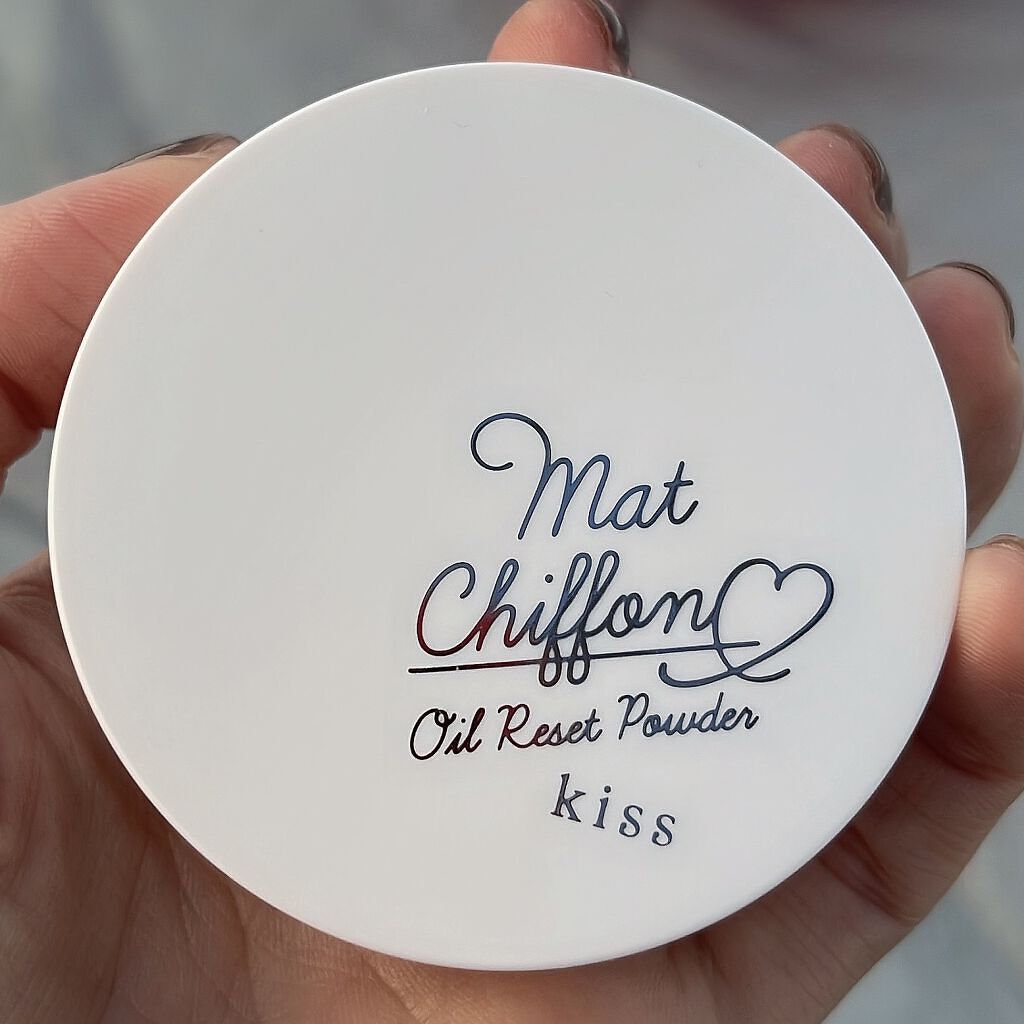 Mat
Chiffon
Oil Reset Powder
kiss